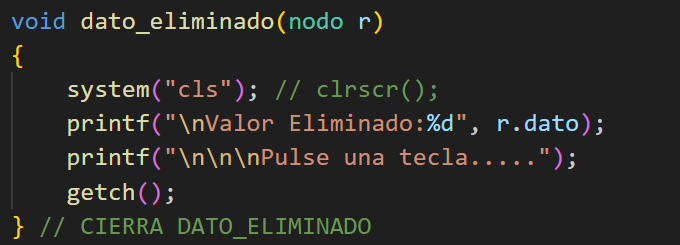 void dato_eliminado(nodo r)
{
    system("cls"); // clrscr();
    printf("\nValor Eliminado:%d", r.dato);
    printf("\n\n\nPulse una tecla.....");
    getch();
} // CIERRA DATO_ELIMINADO